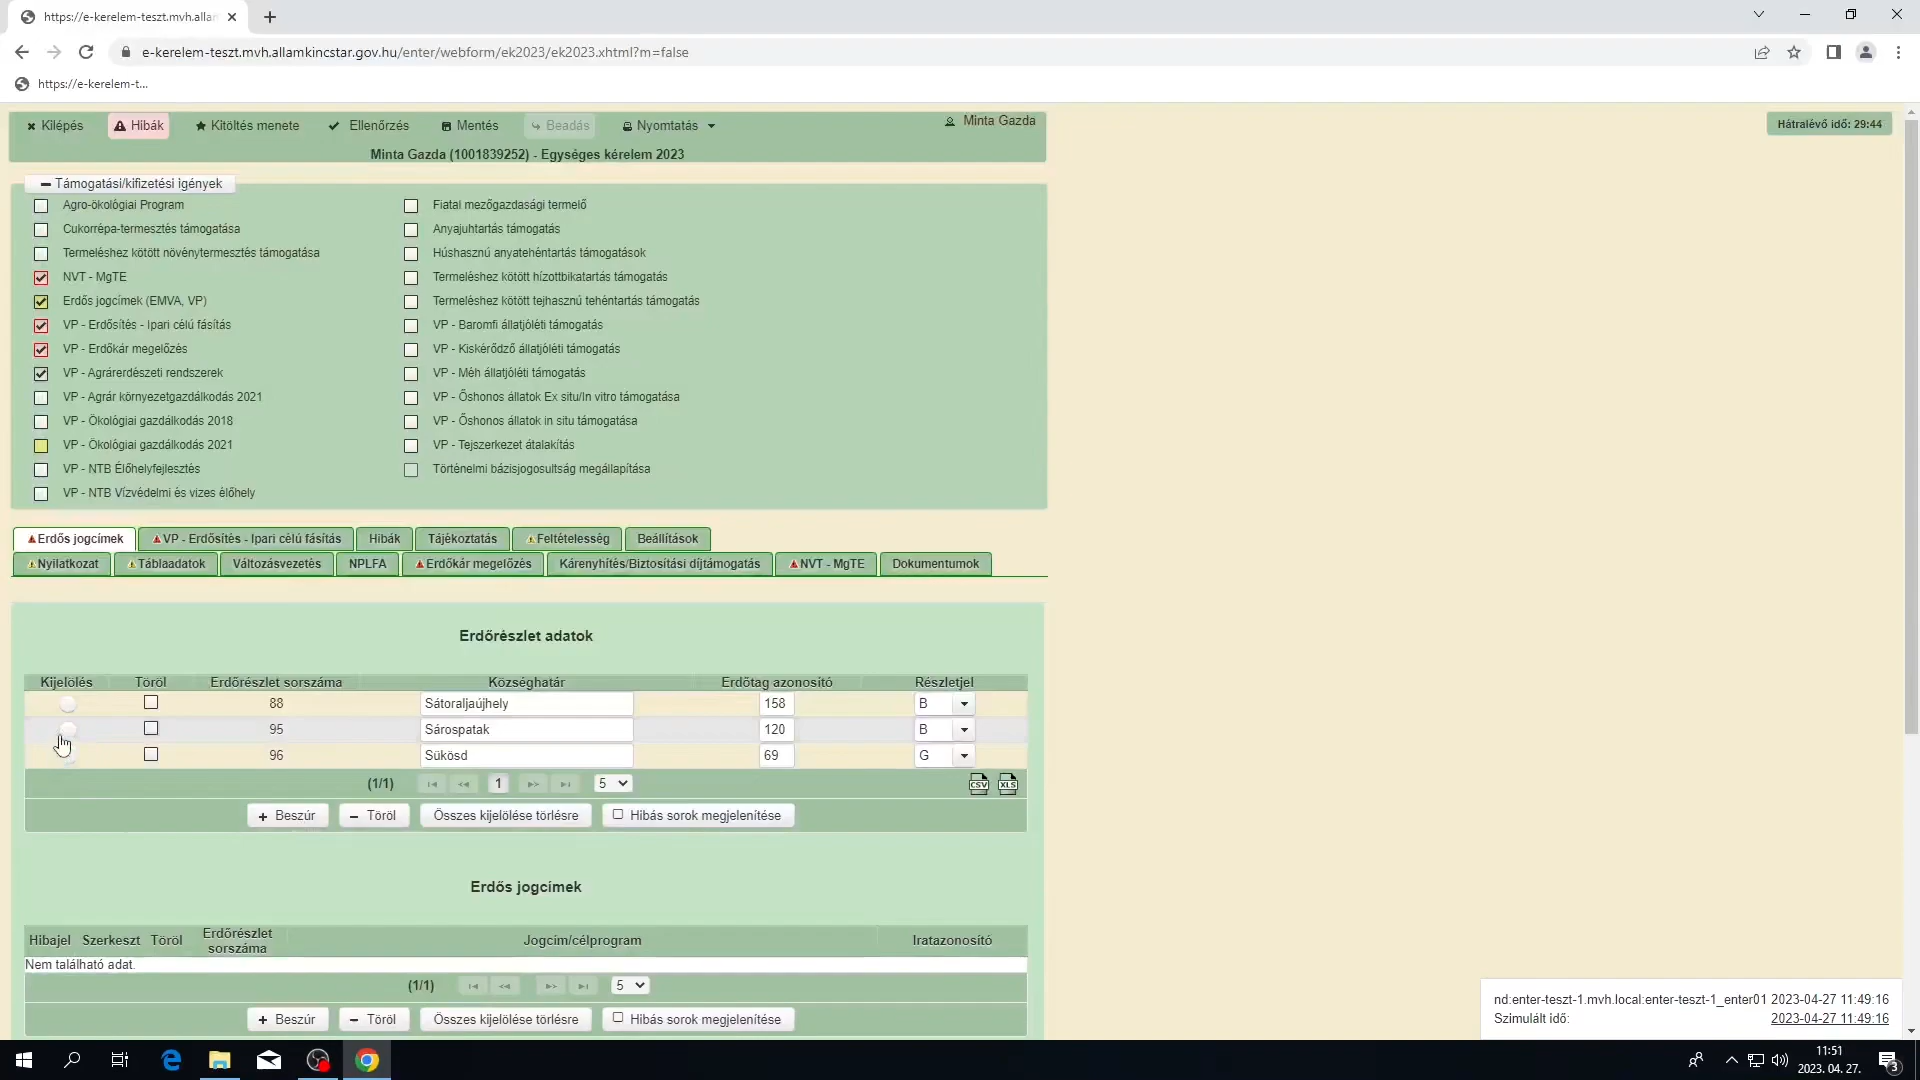 https://e-kerelem-teszt.mvh.allam
e-kerelem-teszt.mvh.allamkincstar.gov.hu/enter/webform/ek2023/ek2023.xhtml?m=false
https://e-kerelem-t...
Kilépés Hibák Kitöltés menete Ellenőrzés Mentés Beadás Nyomtatás Minta Gazda
Hátralévő idő: 29:44
Minta Gazda (1001839252) - Egységes kérelem 2023
Támogatási/kifizetési igények
Agro-ökológiai Program Fiatal mezőgazdasági termelő
Cukorrépa-termesztés támogatása Anyajuhtartás támogatás
Termeléshez kötött növénytermesztés támogatása Húshasznú anyatehéntartás támogatások
NVT - MgTE Termeléshez kötött hízottbikatartás támogatás
Erdős jogcímek (EMVA, VP) Termeléshez kötött tejhasznú tehéntartás támogatás
VP - Erdősítés - Ipari célú fásítás VP - Baromfi állatjóléti támogatás
VP - Erdőkár megelőzés VP - Kiskérődző állatjóléti támogatás
VP - Agrárerdészeti rendszerek VP - Méh állatjóléti támogatás
VP - Agrár környezetgazdálkodás 2021 VP - Őshonos állatok Ex situ/In vitro támogatása
VP - Ökológiai gazdálkodás 2018 VP - Őshonos állatok in situ támogatása
VP - Ökológiai gazdálkodás 2021 VP - Tejszerkezet átalakítás
VP - NTB Élőhelyfejlesztés Történelmi bázisjogosultság megállapítása
VP - NTB Vízvédelmi és vizes élőhely
Erdős jogcímek VP - Erdősítés - Ipari célú fásítás Hibák Tájékoztatás Feltételesség Beállítások
Nyilatkozat Táblaadatok Változásvezetés NPLFA Erdőkár megelőzés Kárenyhítés/Biztosítási díjtámogatás NVT - MgTE Dokumentumok
Erdőrészlet adatok
Kijelölés Töröl Erdőrészlet sorszáma Községhatár Erdőtag azonosító Részletjel
88 Sátoraljaújhely 158 B
95 Sárospatak 120 B
96 Sükösd 69 G
(1/1) 1 5 CSV XLS
Beszúr Töröl Összes kijelölése törlésre Hibás sorok megjelenítése
Erdős jogcímek
Hibajel Szerkeszt Töröl Erdőrészlet sorszáma Jogcím/célprogram Iratazonosító
Nem található adat.
(1/1) 5
Beszúr Töröl Összes kijelölése törlésre Hibás sorok megjelenítése
nd:enter-teszt-1.mvh.local:enter-teszt-1_enter01 2023-04-27 11:49:16
Szimulált idő: 2023-04-27 11:49:16
11:51
2023. 04. 27.
3